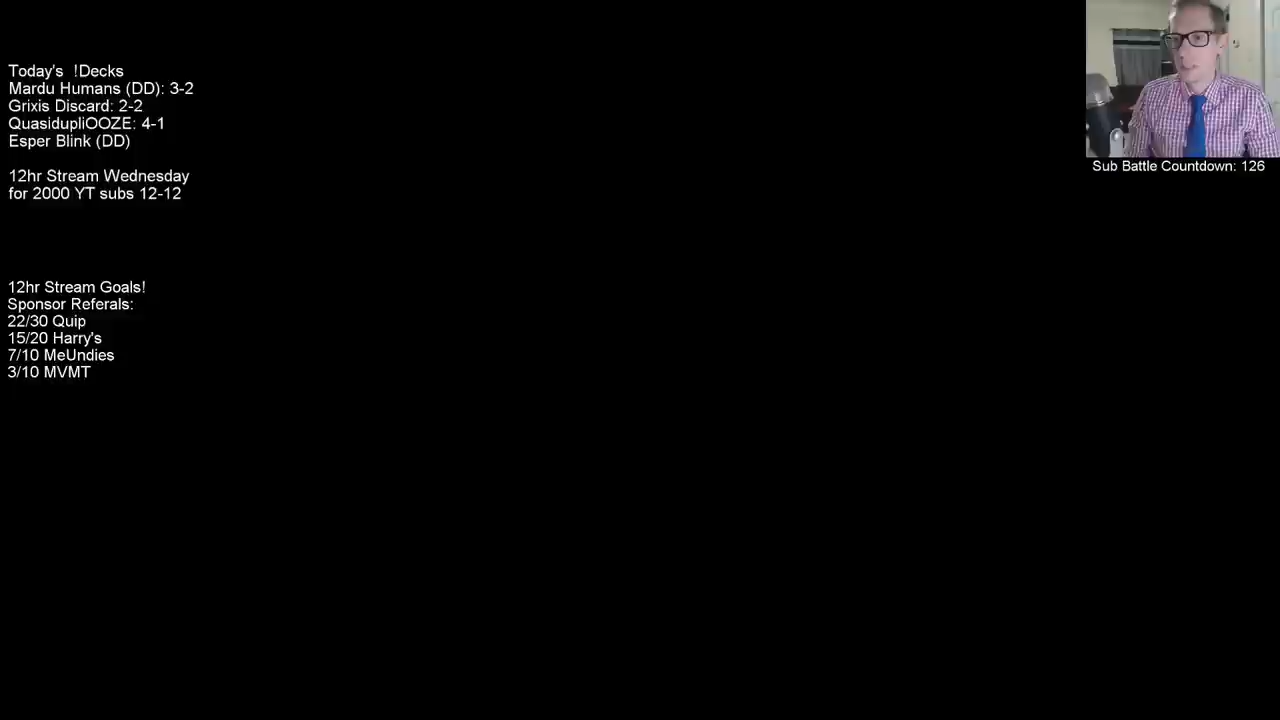 Today's !Decks
Mardu Humans (DD): 3-2
Grixis Discard: 2-2
QuasidupliOOZE: 4-1
Esper Blink (DD)
12hr Stream Wednesday
for 2000 YT subs 12-12
12hr Stream Goals!
Sponsor Referals:
22/30 Quip
15/20 Harry's
7/10 MeUndies
3/10 MVMT
Sub Battle Countdown: 126